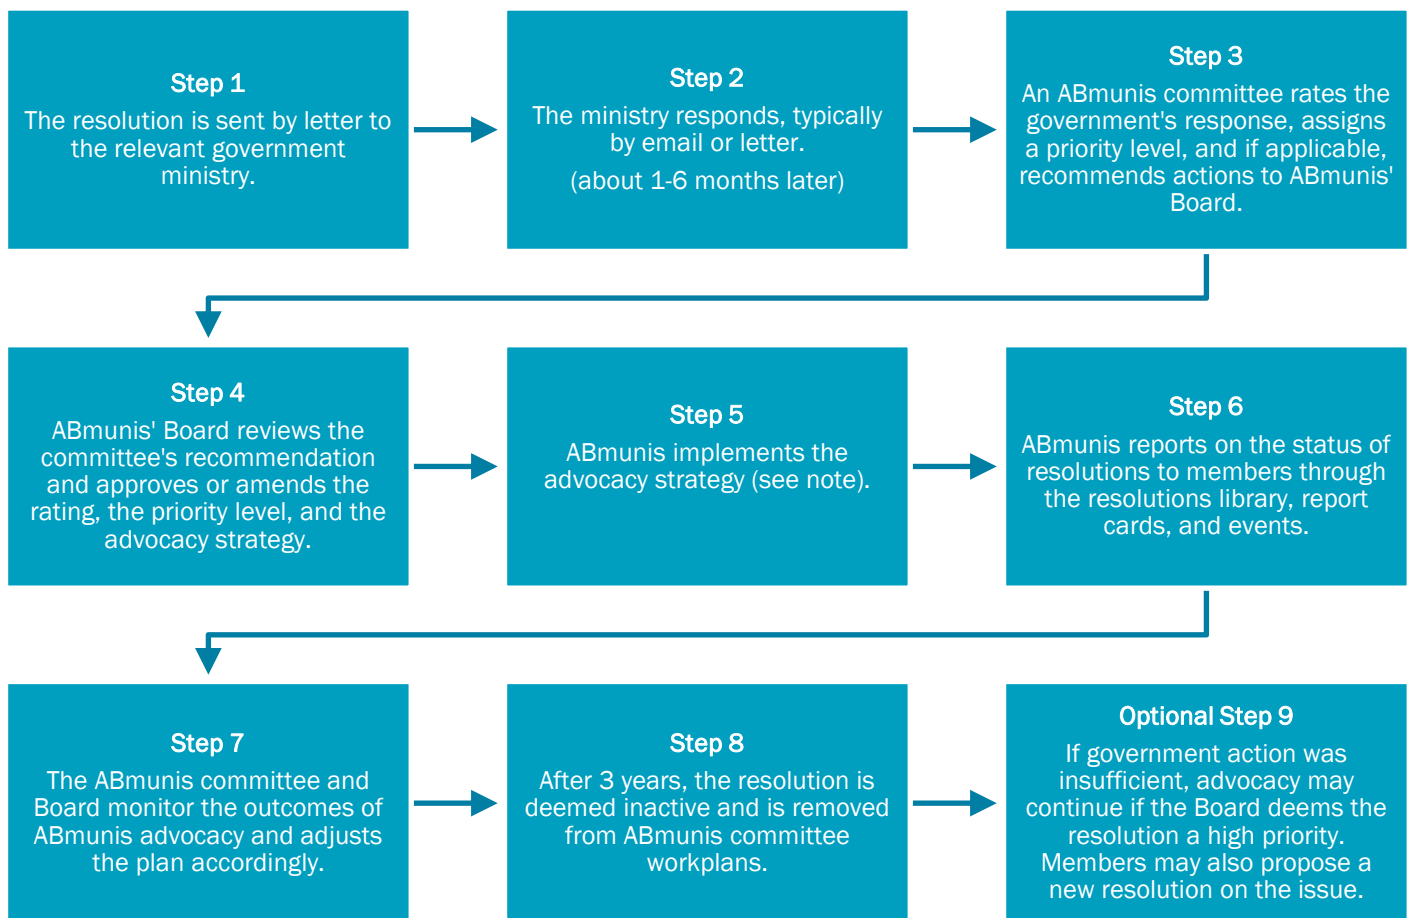 Step 1
The resolution is sent by letter to
the relevant government
ministry.
Step 2
The ministry responds, typically
by email or letter.
(about 1-6 months later)
Step 3
An ABmunis committee rates the
government's response, assigns
a priority level, and if applicable,
recommends actions to ABmunis'
Board.
Step 4
ABmunis' Board reviews the
committee's recommendation
and approves or amends the
rating, the priority level, and the
advocacy strategy.
Step 5
ABmunis implements the
advocacy strategy (see note).
Step 6
ABmunis reports on the status of
resolutions to members through
the resolutions library, report
cards, and events.
Step 7
The ABmunis committee and
Board monitor the outcomes of
ABmunis advocacy and adjusts
the plan accordingly.
Step 8
After 3 years, the resolution is
deemed inactive and is removed
from ABmunis committee
workplans.
Optional Step 9
If government action was
insufficient, advocacy may
continue if the Board deems the
resolution a high priority.
Members may also propose a
new resolution on the issue.